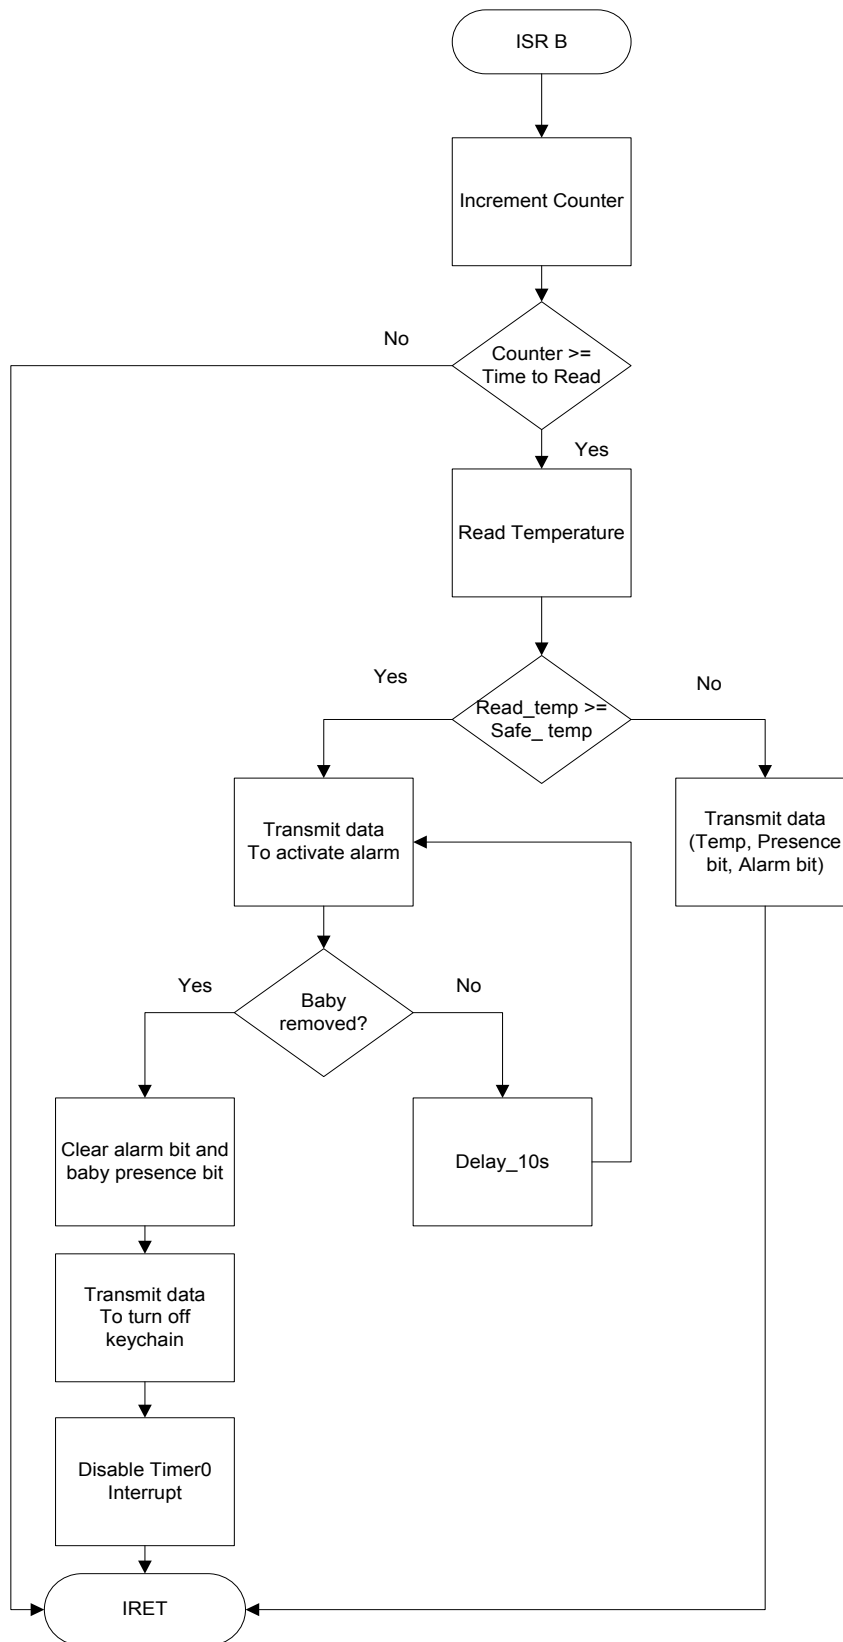 ISR B
Increment Counter
No
Counter >=
Time to Read
Yes
Read Temperature
Yes
No
Read_temp >=
Safe_ temp
Transmit data
To activate alarm
Transmit data
(Temp, Presence
bit, Alarm bit)
Yes
No
Baby
removed?
Clear alarm bit and
baby presence bit
Delay_10s
Transmit data
To turn off
keychain
Disable Timer0
Interrupt
IRET